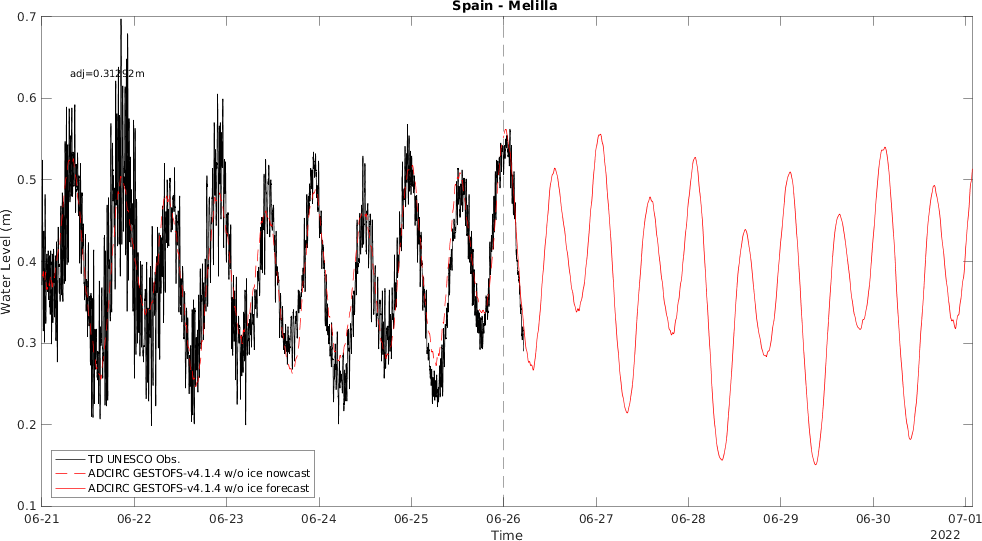 Spain - Melilla
0.7
0.6
0.5
0.4
0.3
0.2
0.1
Water Level (m)
adj=0.31292m
TD UNESCO Obs.
ADCIRC GESTOFS-v4.1.4 w/o ice nowcast
ADCIRC GESTOFS-v4.1.4 w/o ice forecast
06-21 06-22 06-23 06-24 06-25 06-26 06-27 06-28 06-29 06-30 07-01
Time
2022